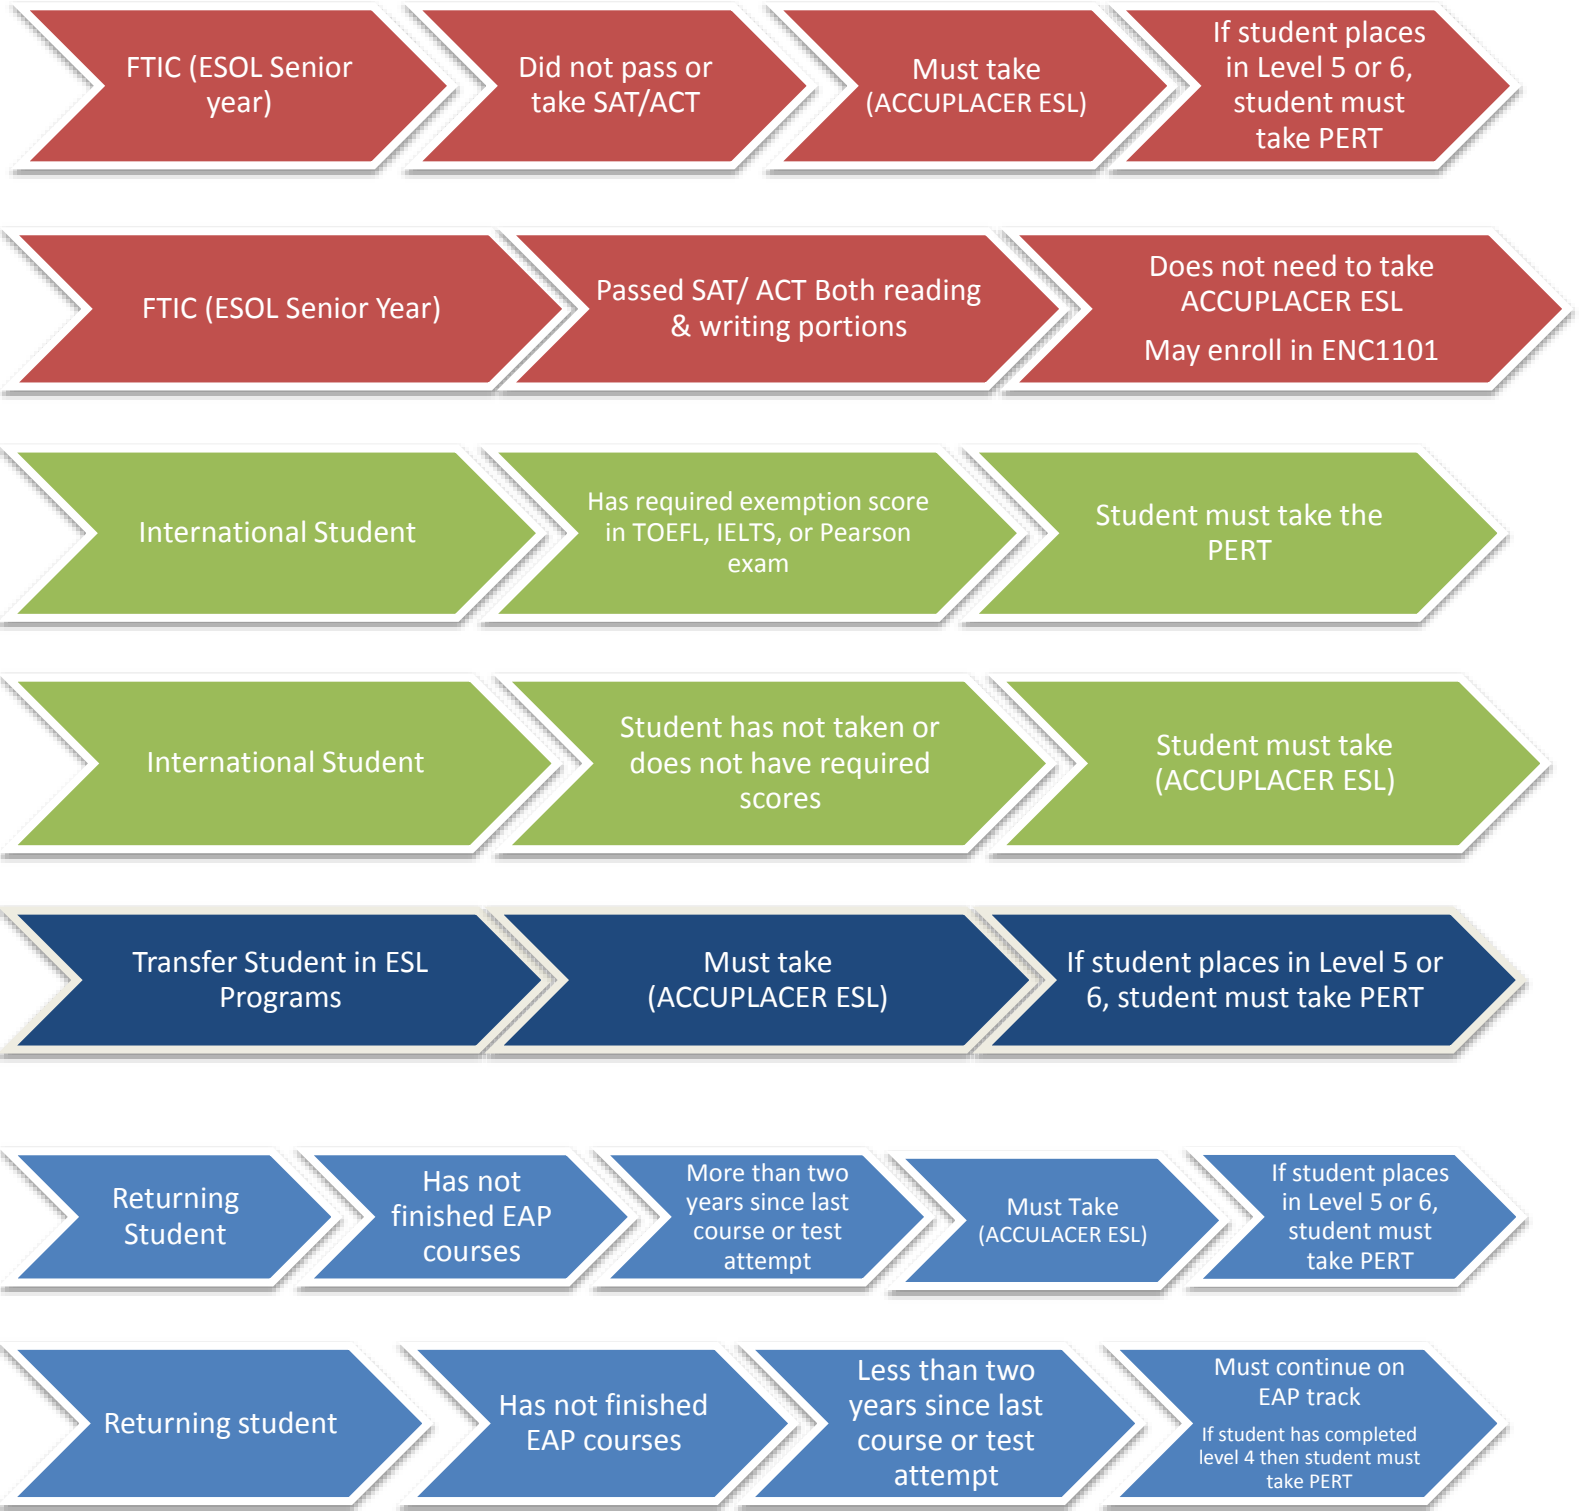 FTIC (ESOL Senior
year)
Did not pass or
take SAT/ACT
Must take
(ACCUPLACER ESL)
If student places
in Level 5 or 6,
student must
take PERT
FTIC (ESOL Senior Year)
Passed SAT/ ACT Both reading
& writing portions
Does not need to take
ACCUPLACER ESL
May enroll in ENC1101
International Student
Has required exemption score
in TOEFL, IELTS, or Pearson
exam
Student must take the
PERT
International Student
Student has not taken or
does not have required
scores
Student must take
(ACCUPLACER ESL)
Transfer Student in ESL
Programs
Must take
(ACCUPLACER ESL)
If student places in Level 5 or
6, student must take PERT
Returning
Student
Has not
finished EAP
courses
More than two
years since last
course or test
attempt
Must Take
(ACCULACER ESL)
If student places
in Level 5 or 6,
student must
take PERT
Returning student
Has not finished
EAP courses
Less than two
years since last
course or test
attempt
Must continue on
EAP track
If student has completed
level 4 then student must
take PERT